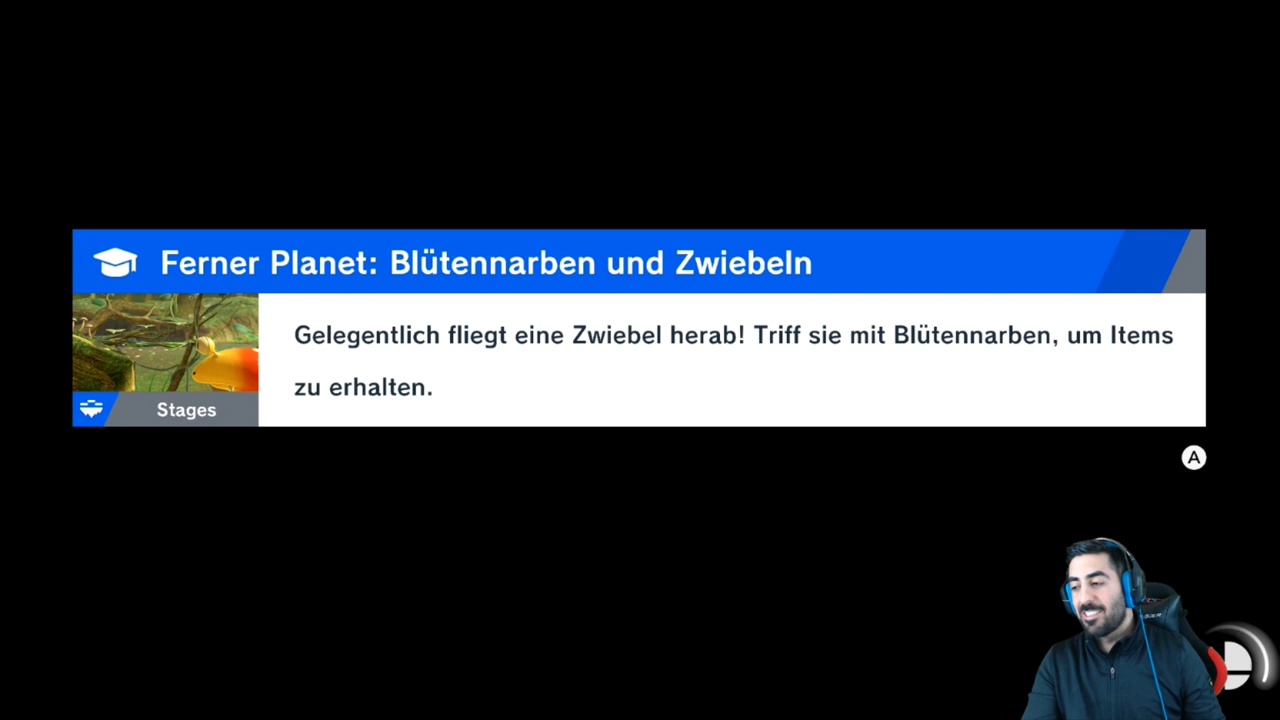 Ferner Planet: Blütennarben und Zwiebeln
Gelegentlich fliegt eine Zwiebel herab! Triff sie mit Blütennarben, um Items
zu erhalten.
Stages
A